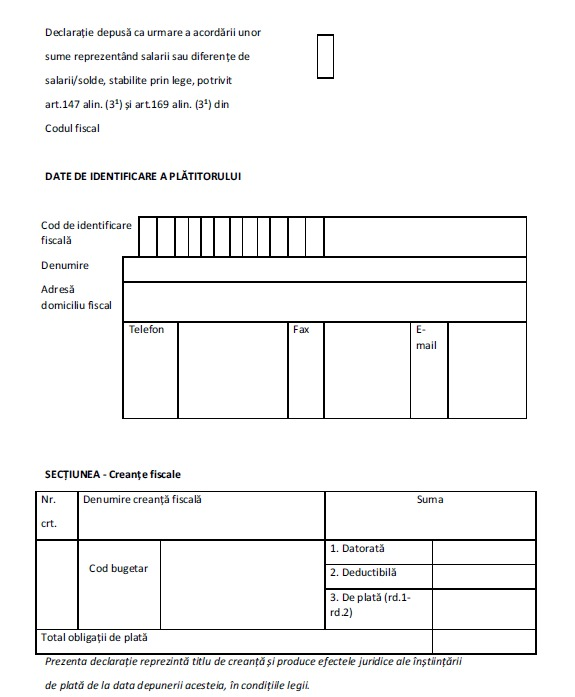 Declarație depusă ca urmare a acordării unor
sume reprezentând salarii sau diferențe de
salarii/solde, stabilite prin lege, potrivit
art.147 alin. (3¹) și art.169 alin. (3¹) din
Codul fiscal
DATE DE IDENTIFICARE A PLĂTITORULUI
Cod de identificare
fiscală
Denumire
Adresă
domiciliu fiscal
Telefon Fax E-
mail
SECȚIUNEA - Creanțe fiscale
Nr. Denumire creanță fiscală Suma
crt.
1. Datorată
Cod bugetar
2. Deductibilă
3. De plată (rd.1-
rd.2)
Total obligații de plată
Prezenta declarație reprezintă titlu de creanță și produce efectele juridice ale înștiințării
de plată de la data depunerii acesteia, în condițiile legii.